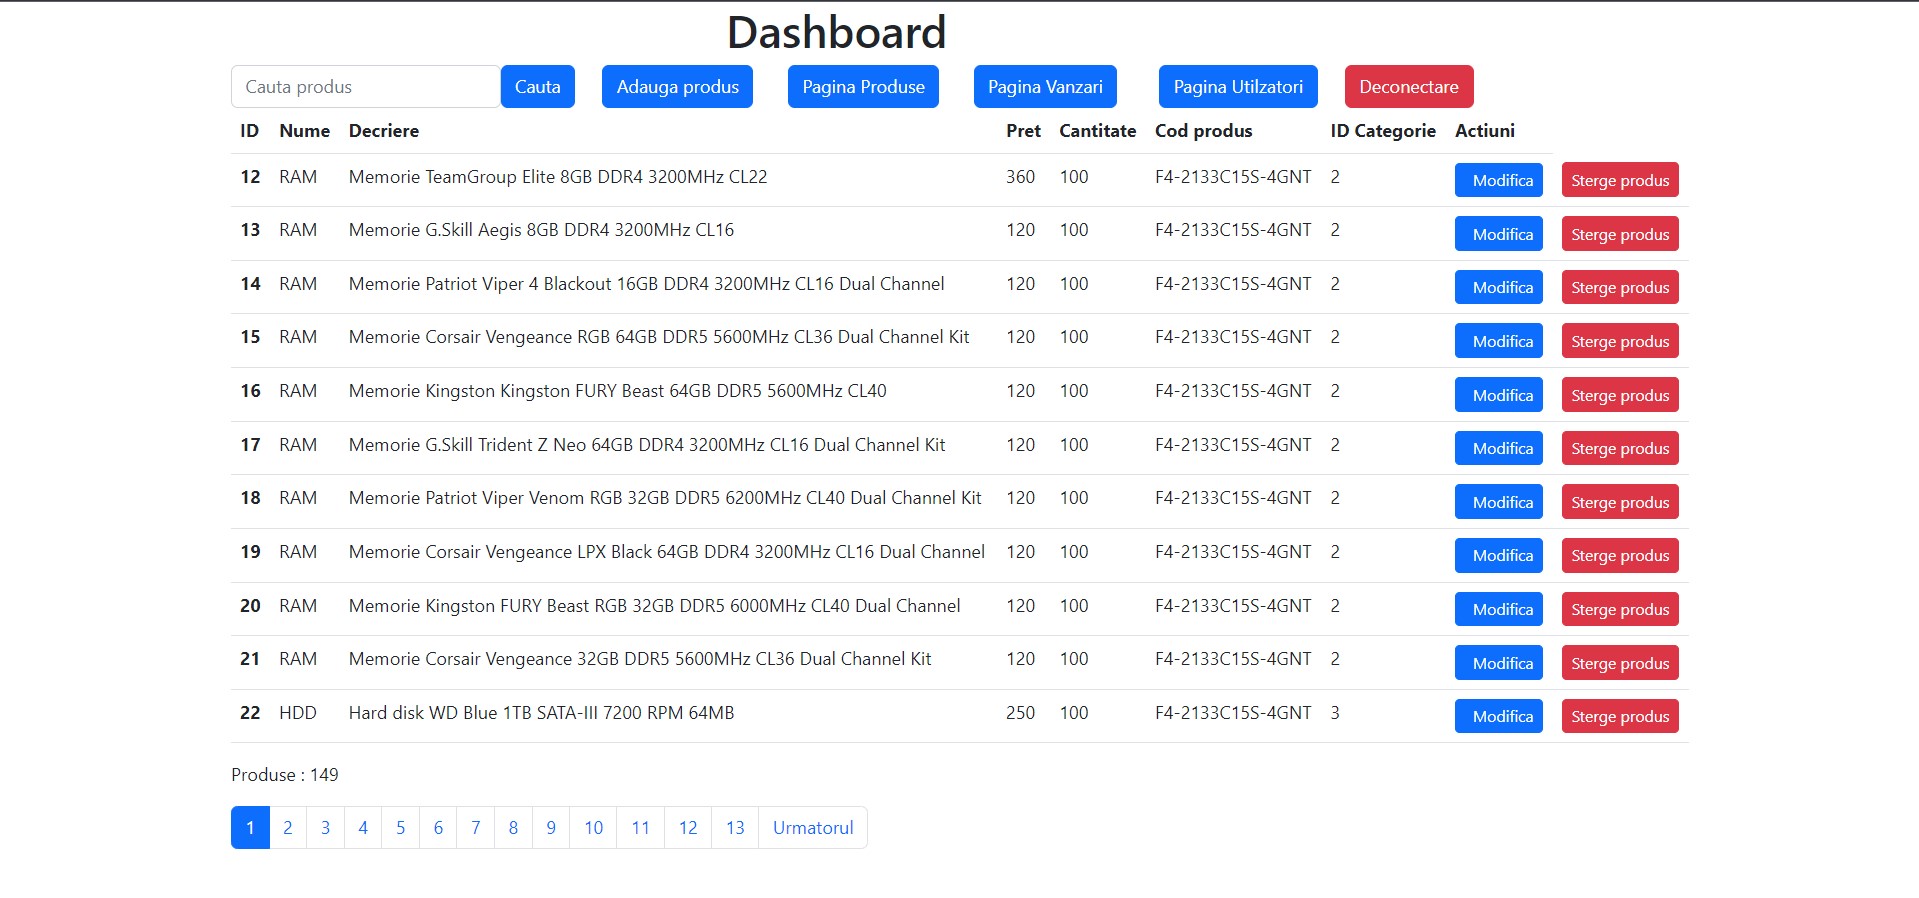 Dashboard
Cauta produs Cauta Adauga produs Pagina Produse Pagina Vanzari Pagina Utilzatori Deconectare
ID Nume Decriere Pret Cantitate Cod produs ID Categorie Actiuni
12 RAM Memorie TeamGroup Elite 8GB DDR4 3200MHz CL22 360 100 F4-2133C15S-4GNT 2 Modifica Sterge produs
13 RAM Memorie G.Skill Aegis 8GB DDR4 3200MHz CL16 120 100 F4-2133C15S-4GNT 2 Modifica Sterge produs
14 RAM Memorie Patriot Viper 4 Blackout 16GB DDR4 3200MHz CL16 Dual Channel 120 100 F4-2133C15S-4GNT 2 Modifica Sterge produs
15 RAM Memorie Corsair Vengeance RGB 64GB DDR5 5600MHz CL36 Dual Channel Kit 120 100 F4-2133C15S-4GNT 2 Modifica Sterge produs
16 RAM Memorie Kingston Kingston FURY Beast 64GB DDR5 5600MHz CL40 120 100 F4-2133C15S-4GNT 2 Modifica Sterge produs
17 RAM Memorie G.Skill Trident Z Neo 64GB DDR4 3200MHz CL16 Dual Channel Kit 120 100 F4-2133C15S-4GNT 2 Modifica Sterge produs
18 RAM Memorie Patriot Viper Venom RGB 32GB DDR5 6200MHz CL40 Dual Channel Kit 120 100 F4-2133C15S-4GNT 2 Modifica Sterge produs
19 RAM Memorie Corsair Vengeance LPX Black 64GB DDR4 3200MHz CL16 Dual Channel 120 100 F4-2133C15S-4GNT 2 Modifica Sterge produs
20 RAM Memorie Kingston FURY Beast RGB 32GB DDR5 6000MHz CL40 Dual Channel 120 100 F4-2133C15S-4GNT 2 Modifica Sterge produs
21 RAM Memorie Corsair Vengeance 32GB DDR5 5600MHz CL36 Dual Channel Kit 120 100 F4-2133C15S-4GNT 2 Modifica Sterge produs
22 HDD Hard disk WD Blue 1TB SATA-III 7200 RPM 64MB 250 100 F4-2133C15S-4GNT 3 Modifica Sterge produs
Produse : 149
1 2 3 4 5 6 7 8 9 10 11 12 13 Urmatorul